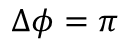 Δϕ = π